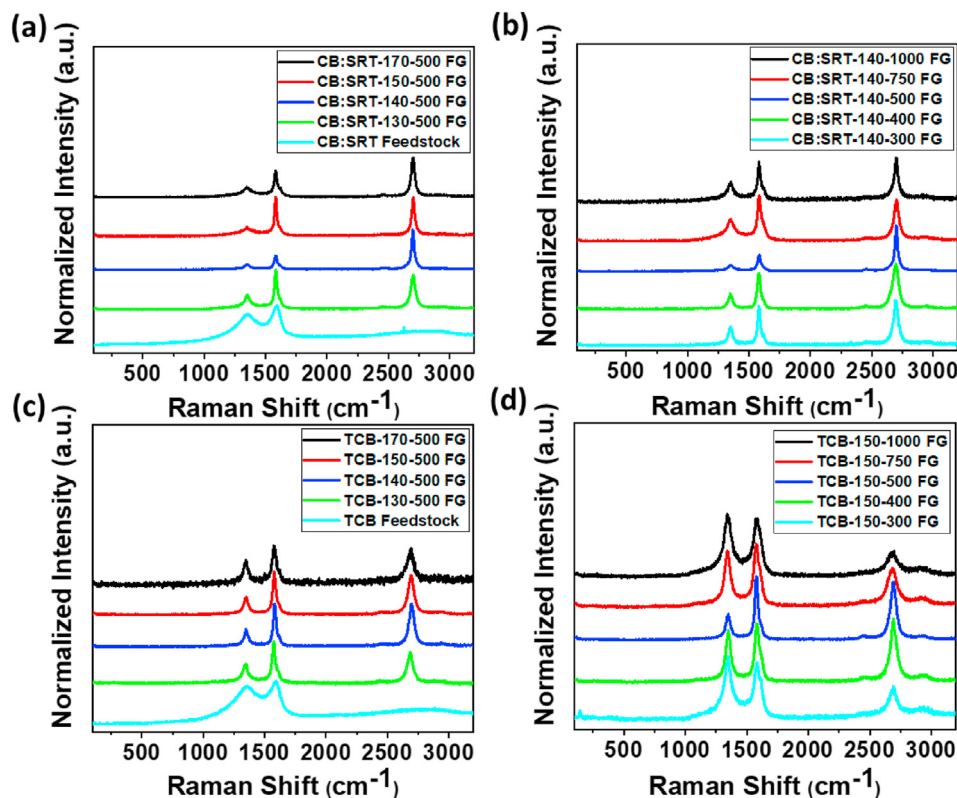 (a)
Normalized Intensity (a.u.)
CB:SRT-170-500 FG
CB:SRT-150-500 FG
CB:SRT-140-500 FG
CB:SRT-130-500 FG
CB:SRT Feedstock
500 1000 1500 2000 2500 3000
Raman Shift (cm-1)
(b)
Normalized Intensity (a.u.)
CB:SRT-140-1000 FG
CB:SRT-140-750 FG
CB:SRT-140-500 FG
CB:SRT-140-400 FG
CB:SRT-140-300 FG
500 1000 1500 2000 2500 3000
Raman Shift (cm-1)
(c)
Normalized Intensity (a.u.)
TCB-170-500 FG
TCB-150-500 FG
TCB-140-500 FG
TCB-130-500 FG
TCB Feedstock
500 1000 1500 2000 2500 3000
Raman Shift (cm-1)
(d)
Normalized Intensity (a.u.)
TCB-150-1000 FG
TCB-150-750 FG
TCB-150-500 FG
TCB-150-400 FG
TCB-150-300 FG
500 1000 1500 2000 2500 3000
Raman Shift (cm-1)